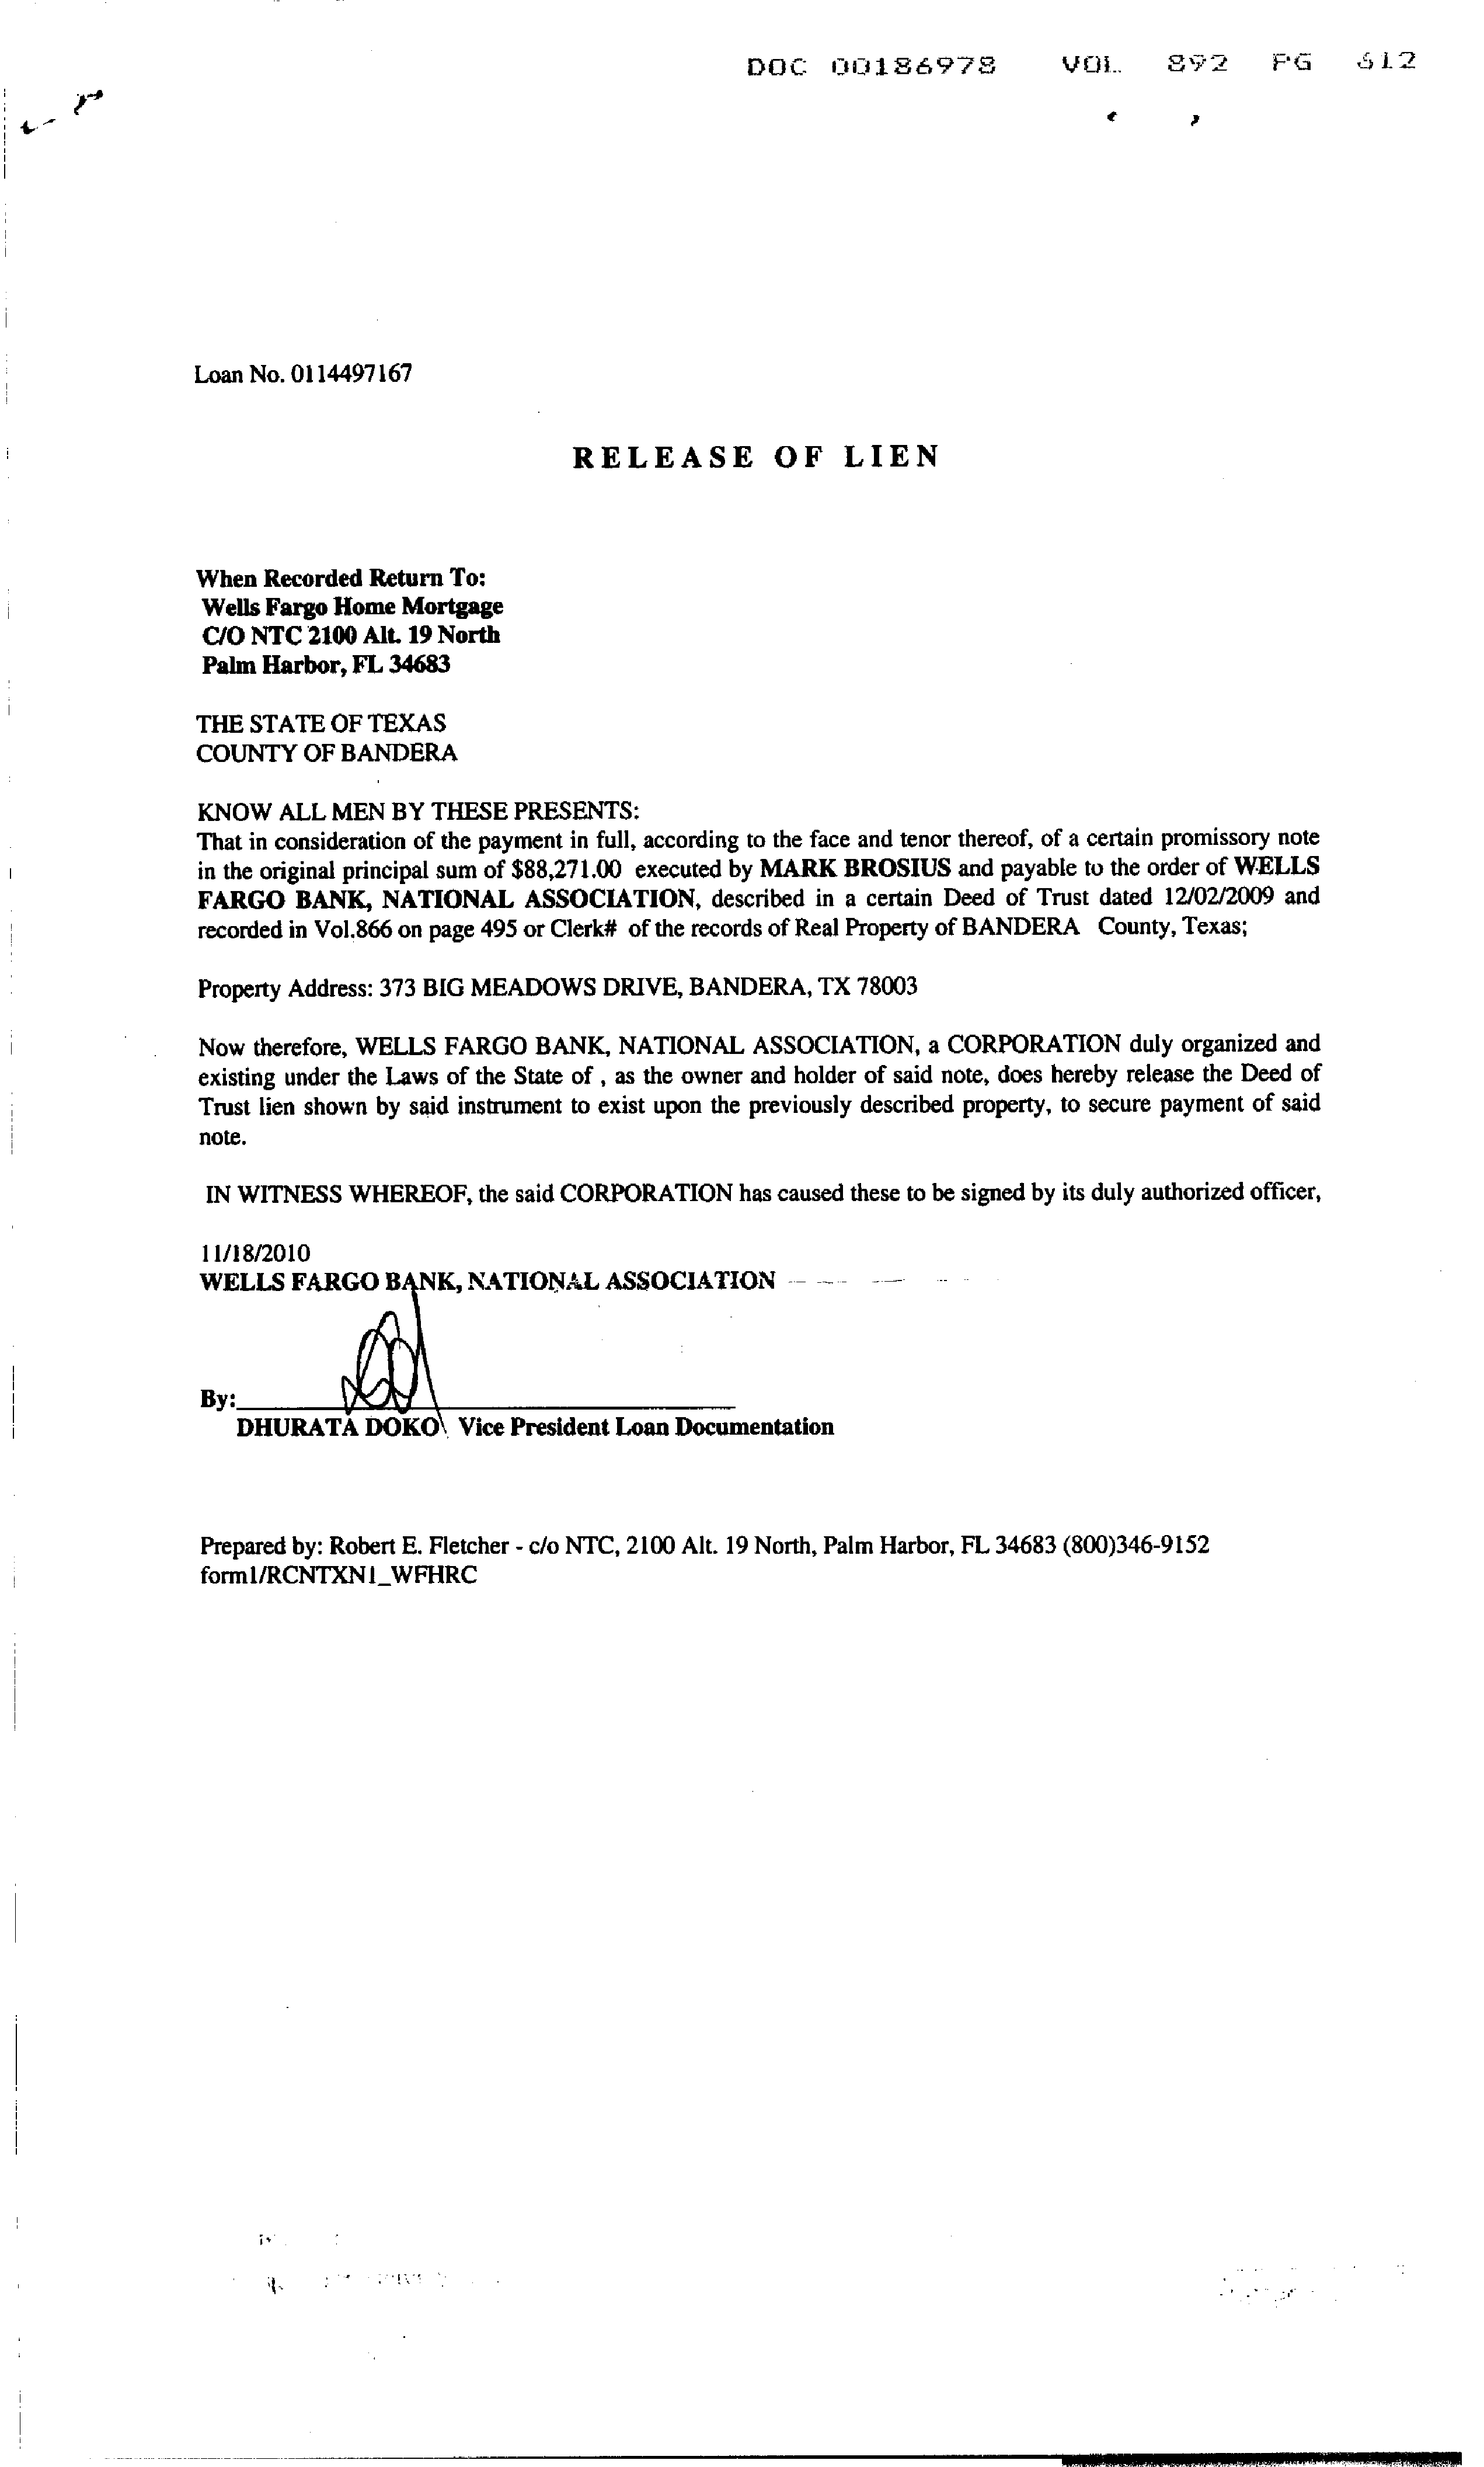 DOC 00186978 VOL 892 PG 612
Loan No. 0114497167
RELEASE OF LIEN
When Recorded Return To:
Wells Fargo Home Mortgage
C/O NTC 2100 Alt. 19 North
Palm Harbor, FL 34683
THE STATE OF TEXAS
COUNTY OF BANDERA
KNOW ALL MEN BY THESE PRESENTS:
That in consideration of the payment in full, according to the face and tenor thereof, of a certain promissory note
in the original principal sum of $88,271.00 executed by MARK BROSIUS and payable to the order of WELLS
FARGO BANK, NATIONAL ASSOCIATION, described in a certain Deed of Trust dated 12/02/2009 and
recorded in Vol.866 on page 495 or Clerk# of the records of Real Property of BANDERA County, Texas;
Property Address: 373 BIG MEADOWS DRIVE, BANDERA, TX 78003
Now therefore, WELLS FARGO BANK, NATIONAL ASSOCIATION, a CORPORATION duly organized and
existing under the Laws of the State of , as the owner and holder of said note, does hereby release the Deed of
Trust lien shown by said instrument to exist upon the previously described property, to secure payment of said
note.
IN WITNESS WHEREOF, the said CORPORATION has caused these to be signed by its duly authorized officer,
11/18/2010
WELLS FARGO BANK, NATIONAL ASSOCIATION
By:
DHURATA DOKO Vice President Loan Documentation
Prepared by: Robert E. Fletcher - c/o NTC, 2100 Alt. 19 North, Palm Harbor, FL 34683 (800)346-9152
form1/RCNTXN1_WFHRC